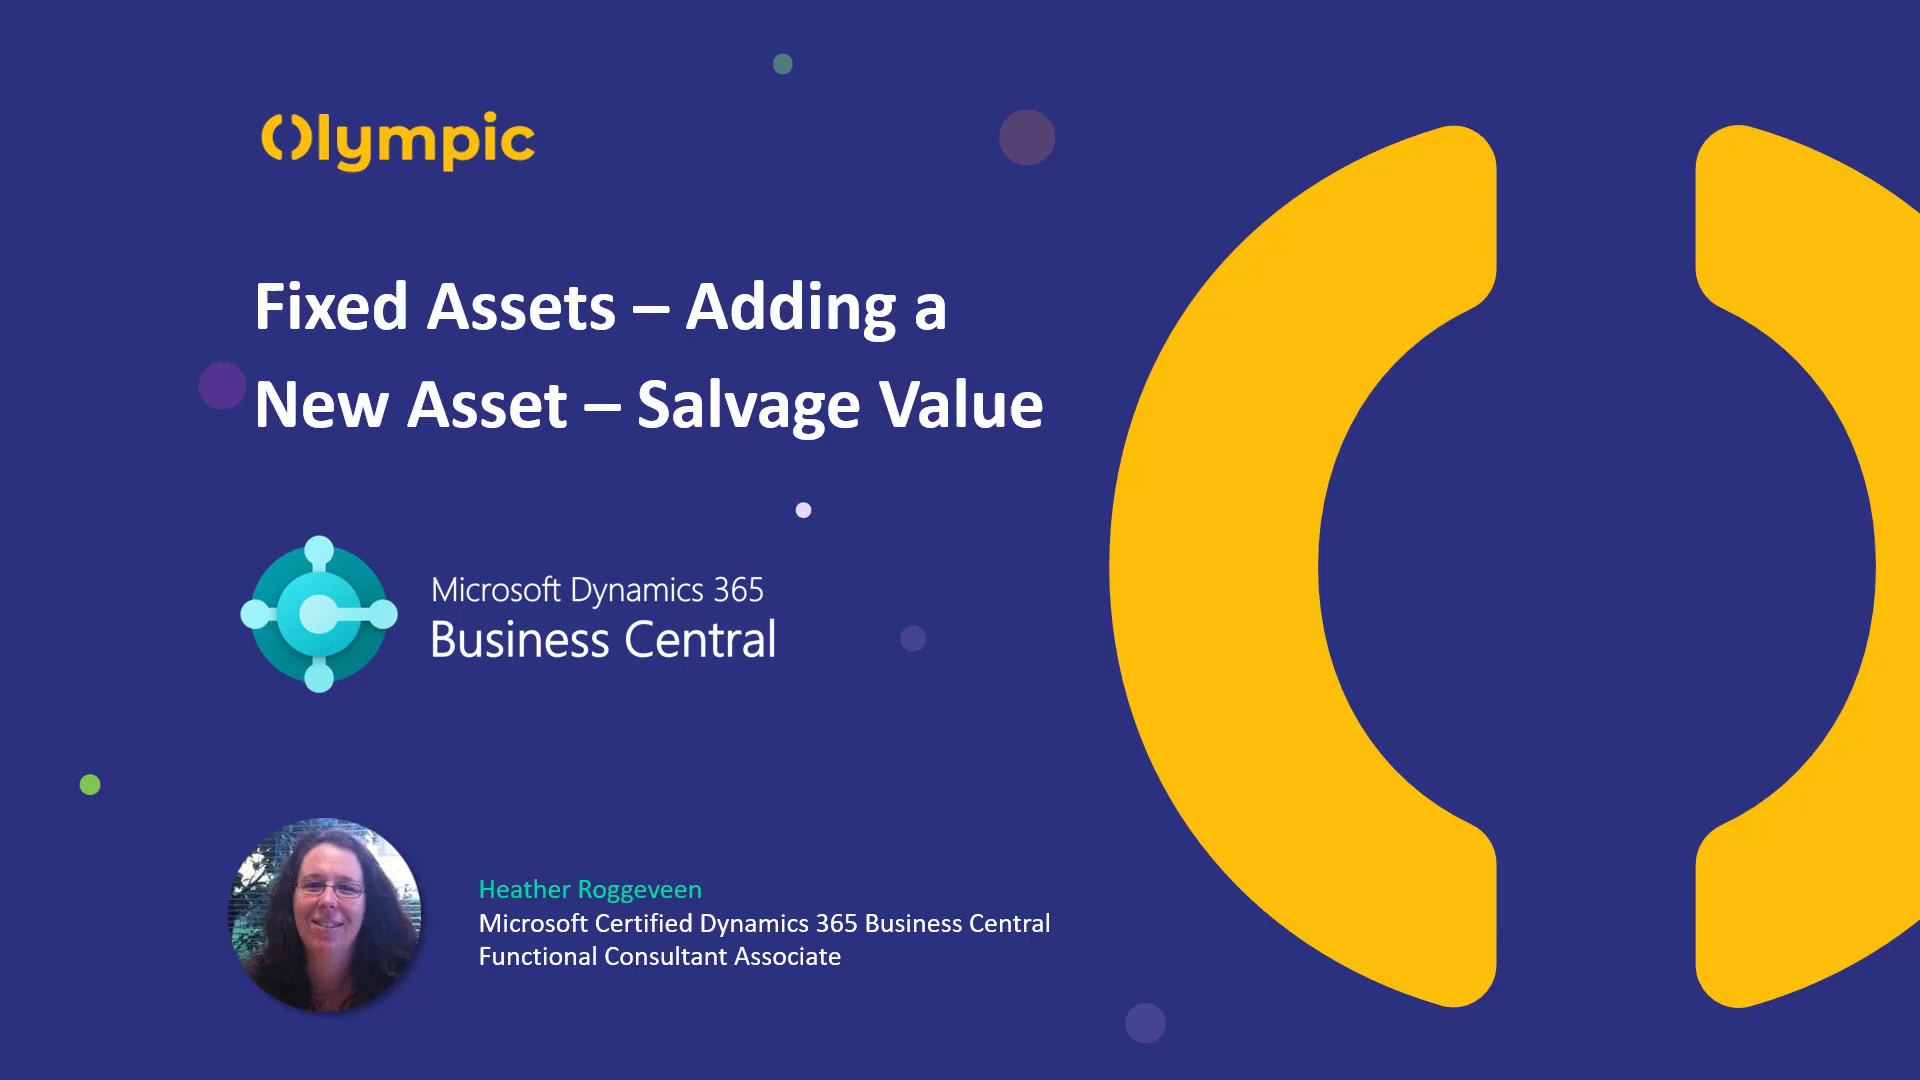 Olympic
Fixed Assets – Adding a
New Asset – Salvage Value
Microsoft Dynamics 365
Business Central
Heather Roggeveen
Microsoft Certified Dynamics 365 Business Central
Functional Consultant Associate